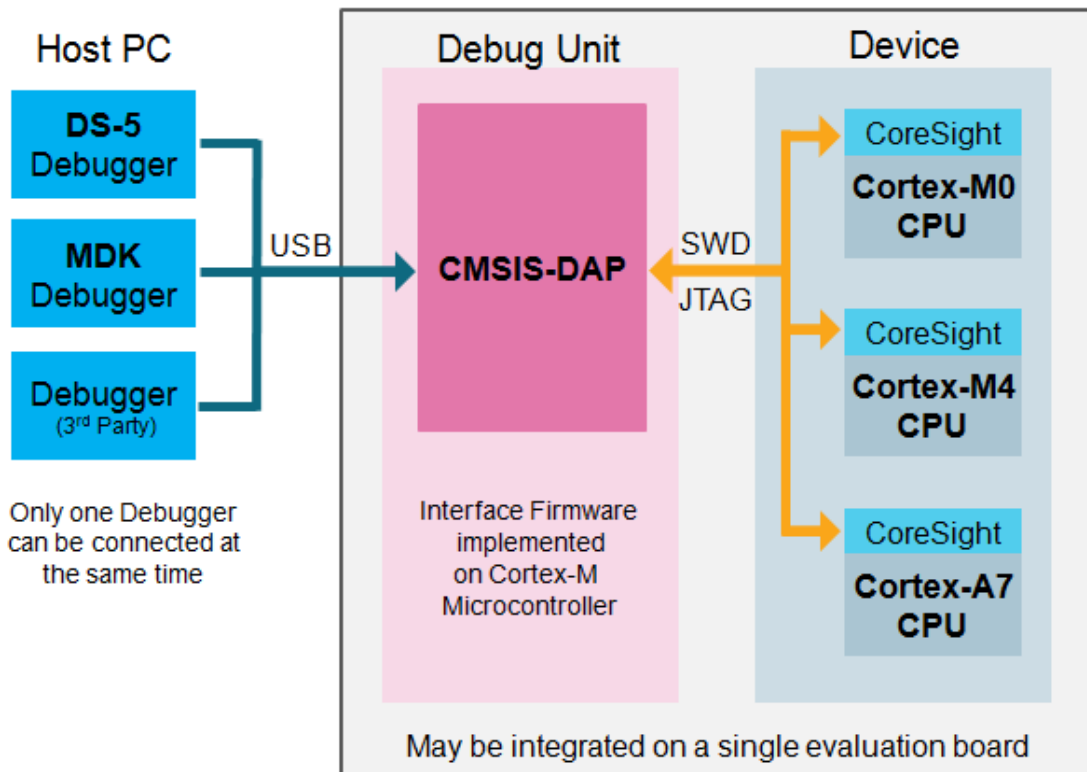 Host PC
DS-5
Debugger
MDK
Debugger
Debugger
(3rd Party)
Only one Debugger
can be connected at
the same time
USB
Debug Unit
CMSIS-DAP
Interface Firmware
implemented
on Cortex-M
Microcontroller
SWD
JTAG
Device
CoreSight
Cortex-M0
CPU
CoreSight
Cortex-M4
CPU
CoreSight
Cortex-A7
CPU
May be integrated on a single evaluation board